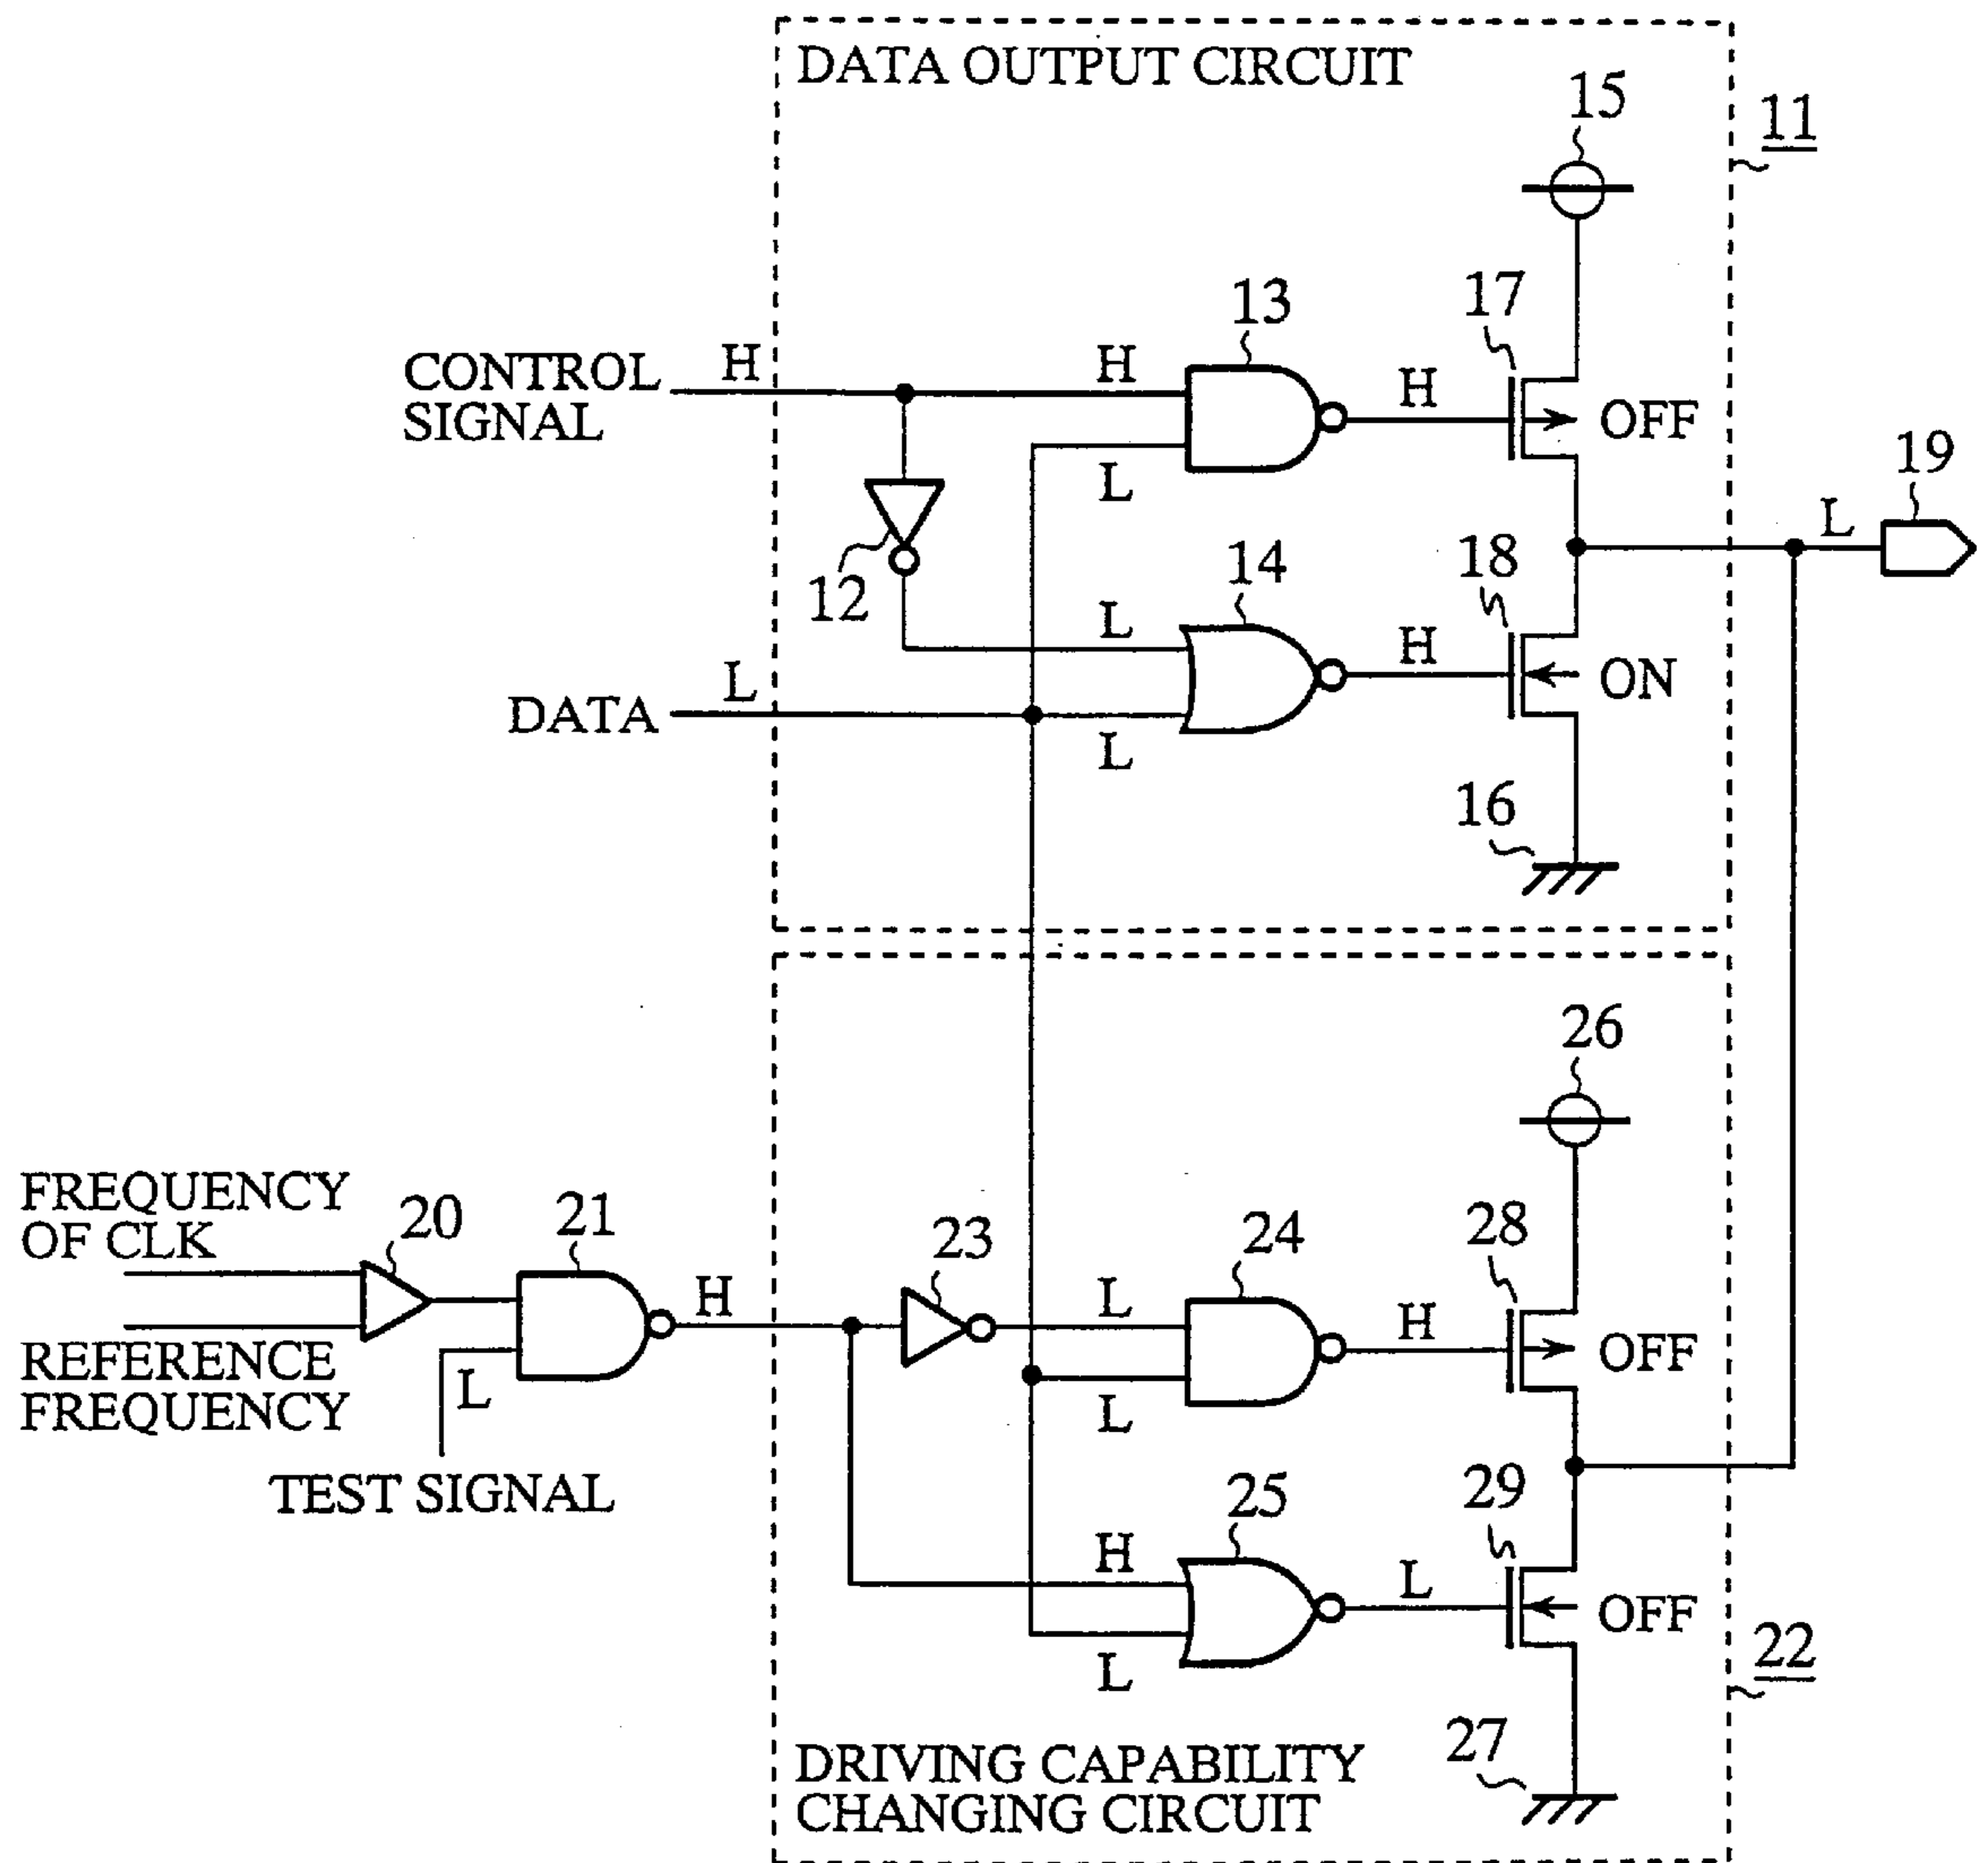 DATA OUTPUT CIRCUIT
15
11
17
13
CONTROL
SIGNAL
H
H
H
OFF
19
L
L
12
14
18
L
H
ON
DATA
L
L
16
26
FREQUENCY
OF CLK
20
21
23
24
28
H
L
H
OFF
REFERENCE
FREQUENCY
L
L
TEST SIGNAL
25
29
H
L
OFF
L
22
27
DRIVING CAPABILITY
CHANGING CIRCUIT